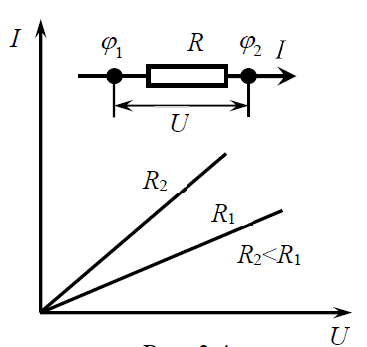 I
φ₁ R φ₂ I
U
R₂
R₁
R₂<R₁
U